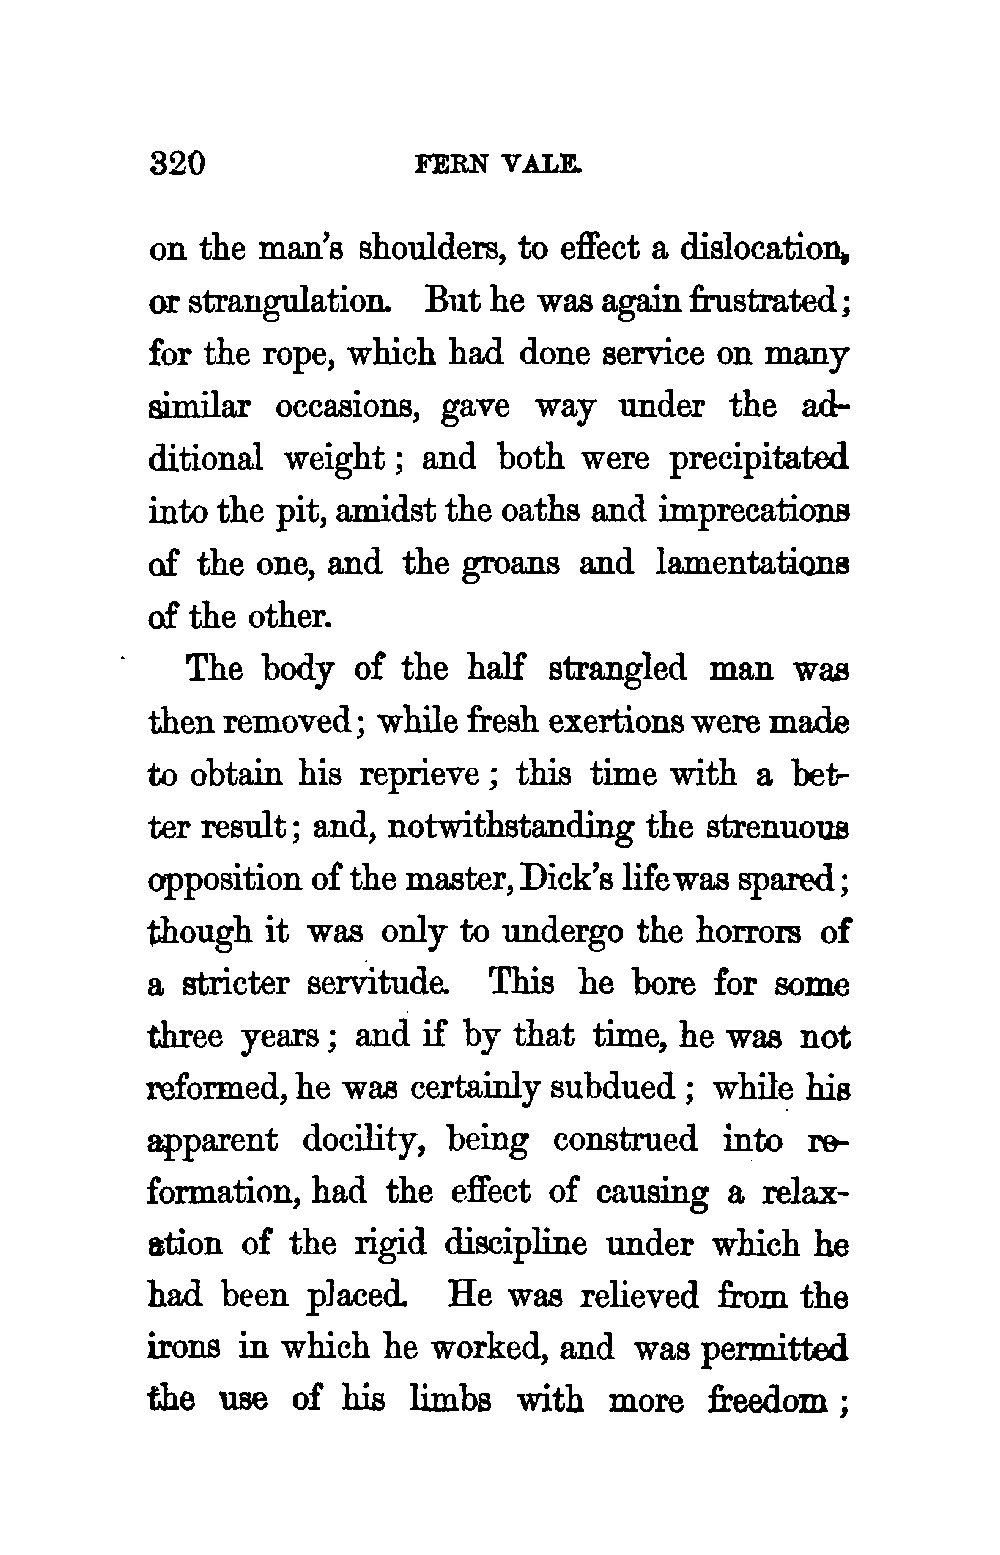 320 FERN VALE.
on the man's shoulders, to effect a dislocation,
or strangulation. But he was again frustrated;
for the rope, which had done service on many
similar occasions, gave way under the ad-
ditional weight; and both were precipitated
into the pit, amidst the oaths and imprecations
of the one, and the groans and lamentations
of the other.
The body of the half strangled man was
then removed; while fresh exertions were made
to obtain his reprieve; this time with a bet-
ter result; and, notwithstanding the strenuous
opposition of the master, Dick's life was spared;
though it was only to undergo the horrors of
a stricter servitude. This he bore for some
three years; and if by that time, he was not
reformed, he was certainly subdued; while his
apparent docility, being construed into re-
formation, had the effect of causing a relax-
ation of the rigid discipline under which he
had been placed. He was relieved from the
irons in which he worked, and was permitted
the use of his limbs with more freedom;